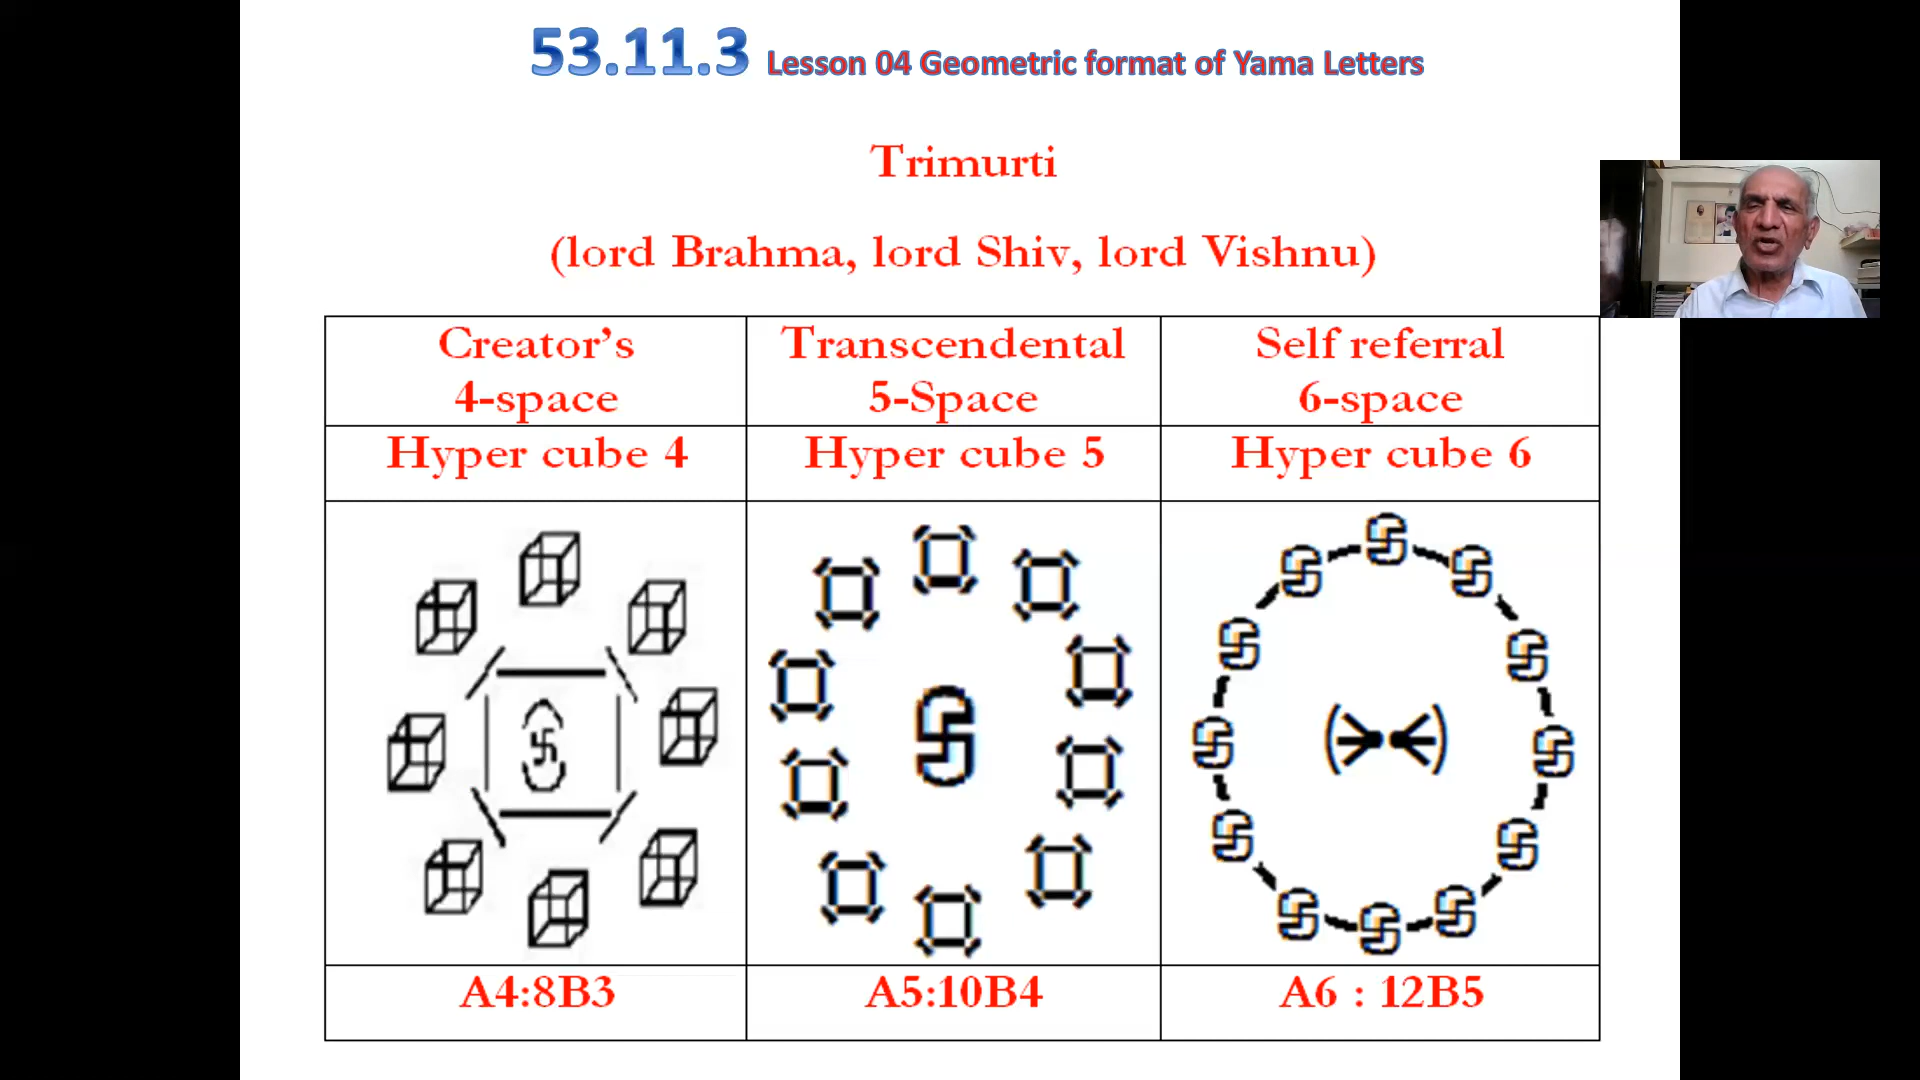 53.11.3 Lesson 04 Geometric format of Yama Letters
Trimurti
(lord Brahma, lord Shiv, lord Vishnu)
Creator's
4-space
Transcendental
5-Space
Self referral
6-space
Hyper cube 4
Hyper cube 5
Hyper cube 6
A4:8B3
A5:10B4
A6 : 12B5